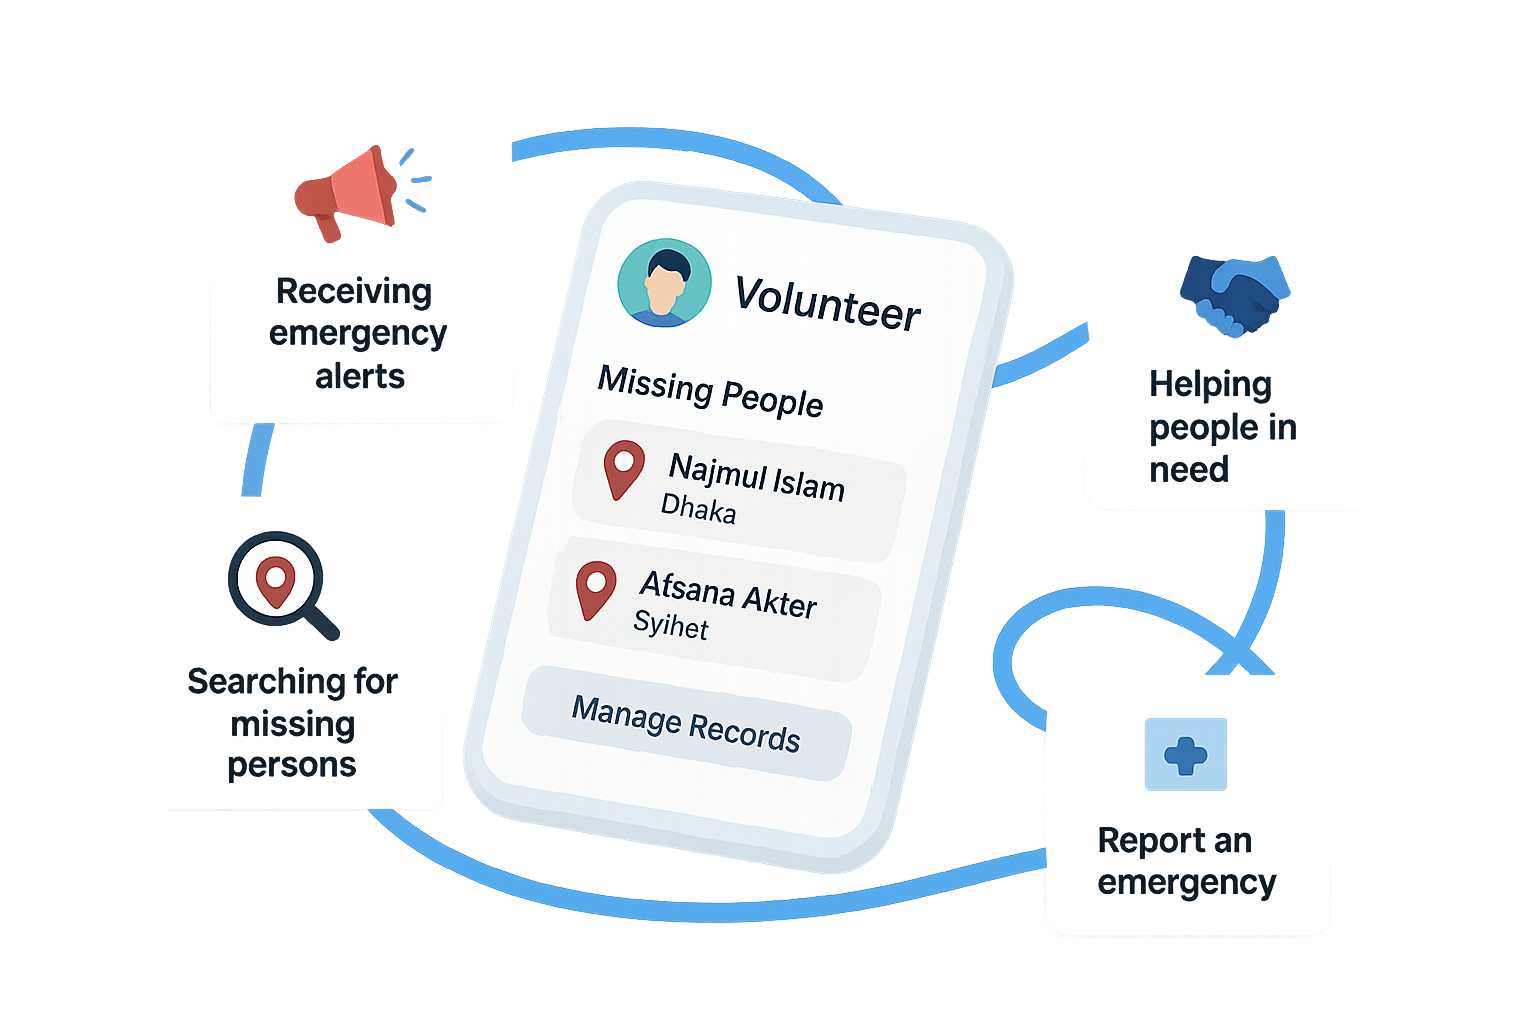 Receiving
emergency
alerts
Volunteer
Missing People
Najmul Islam
Dhaka
Afsana Akter
Syihet
Manage Records
Helping
people in
need
Searching for
missing
persons
Report an
emergency